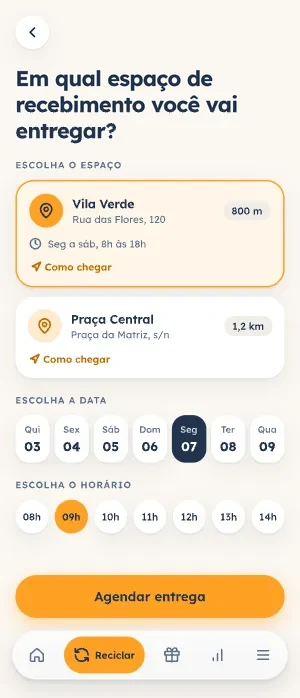 Em qual espaço de
recebimento você vai
entregar?
ESCOLHA O ESPAÇO
Vila Verde
Rua das Flores, 120
800 m
Seg a sáb, 8h às 18h
Como chegar
Praça Central
Praça da Matriz, s/n
1,2 km
Como chegar
ESCOLHA A DATA
Qui Sex Sáb Dom Seg Ter Qua
03 04 05 06 07 08 09
ESCOLHA O HORÁRIO
08h 09h 10h 11h 12h 13h 14h
Agendar entrega
Reciclar